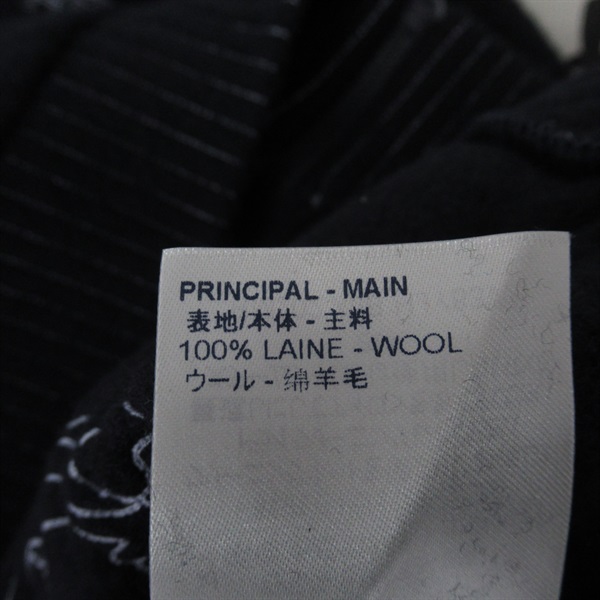 PRINCIPAL - MAIN
表地/本体 - 主料
100% LAINE - WOOL
ウール - 绵羊毛